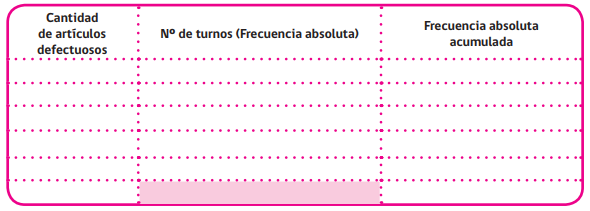 Cantidad
de artículos
defectuosos
Nº de turnos (Frecuencia absoluta)
Frecuencia absoluta
acumulada